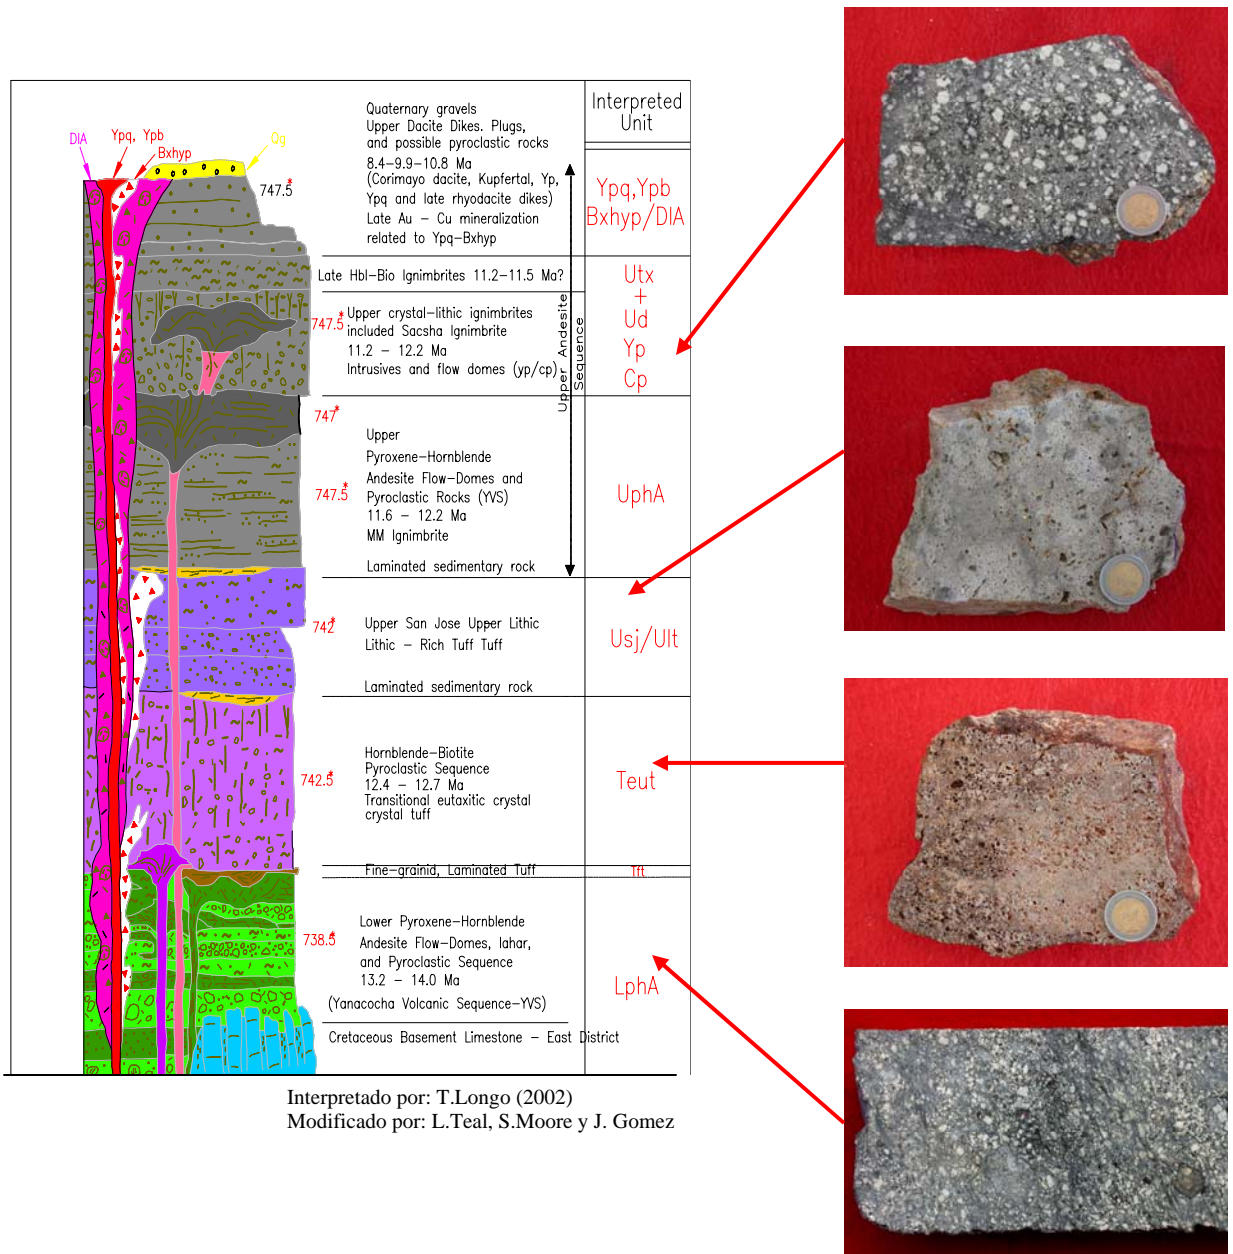 DIA
Ypq, Ypb
Bxhyp
Qg
747.5*
Quaternary gravels
Upper Dacite Dikes. Plugs,
and possible pyroclastic rocks
8.4-9.9-10.8 Ma
(Corimayo dacite, Kupfertal, Yp,
Ypq and late rhyodacite dikes)
Late Au - Cu mineralization
related to Ypq-Bxhyp
Interpreted
Unit
Ypq,Ypb
Bxhyp/DIA
Late Hbl-Bio Ignimbrites 11.2-11.5 Ma?
747.5*
Upper crystal-lithic ignimbrites
included Sacsha Ignimbrite
11.2 - 12.2 Ma
Intrusives and flow domes (yp/cp)
Upper Andesite
Sequence
Utx
+
Ud
Yp
Cp
747*
747.5*
Upper
Pyroxene-Hornblende
Andesite Flow-Domes and
Pyroclastic Rocks (YVS)
11.6 - 12.2 Ma
MM Ignimbrite
Laminated sedimentary rock
UphA
742*
Upper San Jose Upper Lithic
Lithic - Rich Tuff Tuff
Laminated sedimentary rock
Usj/Ult
742.5*
Hornblende-Biotite
Pyroclastic Sequence
12.4 - 12.7 Ma
Transitional eutaxitic crystal
crystal tuff
Teut
Fine-grainid, Laminated Tuff
Tft
738.5*
Lower Pyroxene-Hornblende
Andesite Flow-Domes, lahar,
and Pyroclastic Sequence
13.2 - 14.0 Ma
(Yanacocha Volcanic Sequence-YVS)
LphA
Cretaceous Basement Limestone - East District
Interpretado por: T.Longo (2002)
Modificado por: L.Teal, S.Moore y J. Gomez